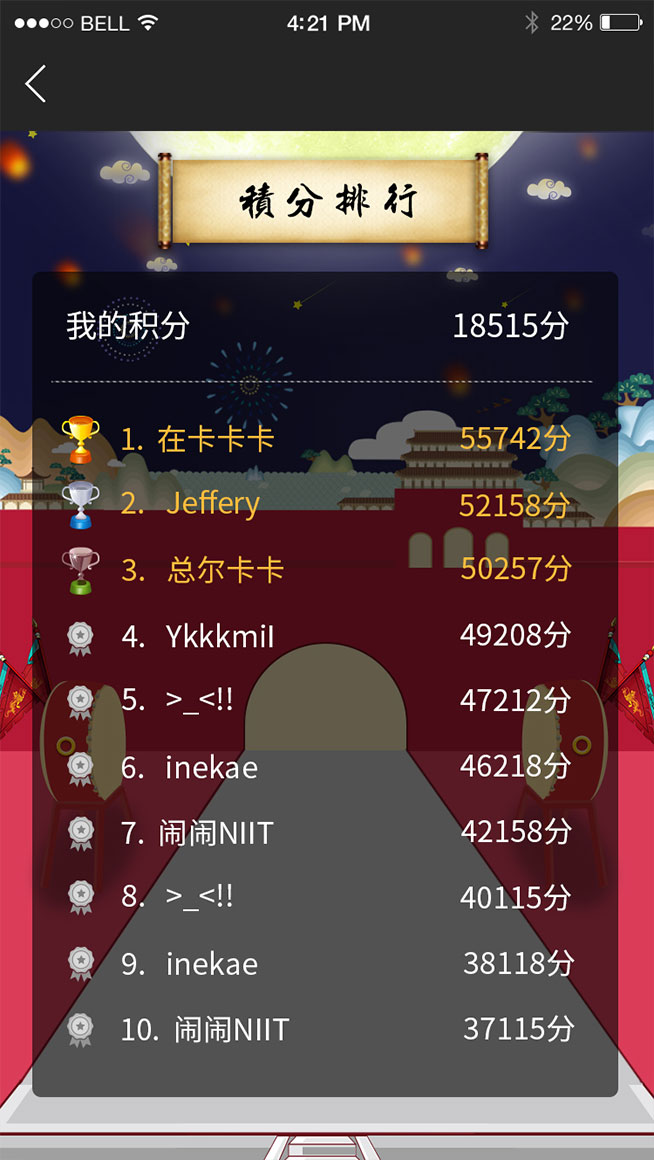 BELL 4:21 PM 22%
積分排行
我的积分 18515分
1. 在卡卡卡 55742分
2. Jeffery 52158分
3. 总尔卡卡 50257分
4. YkkkmiI 49208分
5. >_<!! 47212分
6. inekae 46218分
7. 闹闹NIIT 42158分
8. >_<!! 40115分
9. inekae 38118分
10. 闹闹NIIT 37115分